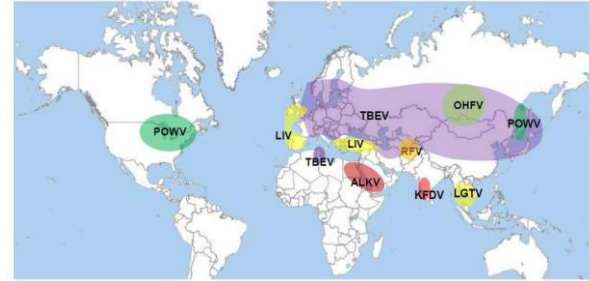 OHFV
TBEV
POWV
POWV
LIV
LIV
RFV
TBEV
ALKV
KFDV
LGTV